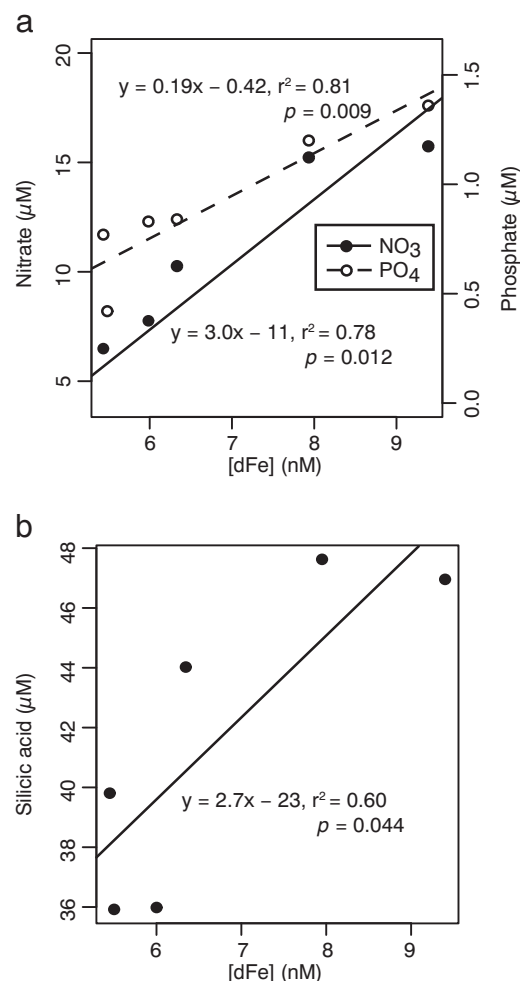 a
20
15
10
5
Nitrate (µM)
y = 0.19x − 0.42, r² = 0.81
p = 0.009
NO₃
PO₄
y = 3.0x − 11, r² = 0.78
p = 0.012
1.5
1.0
0.5
0.0
Phosphate (µM)
6 7 8 9
[dFe] (nM)
b
48
46
44
42
40
38
36
Silicic acid (µM)
y = 2.7x − 23, r² = 0.60
p = 0.044
6 7 8 9
[dFe] (nM)